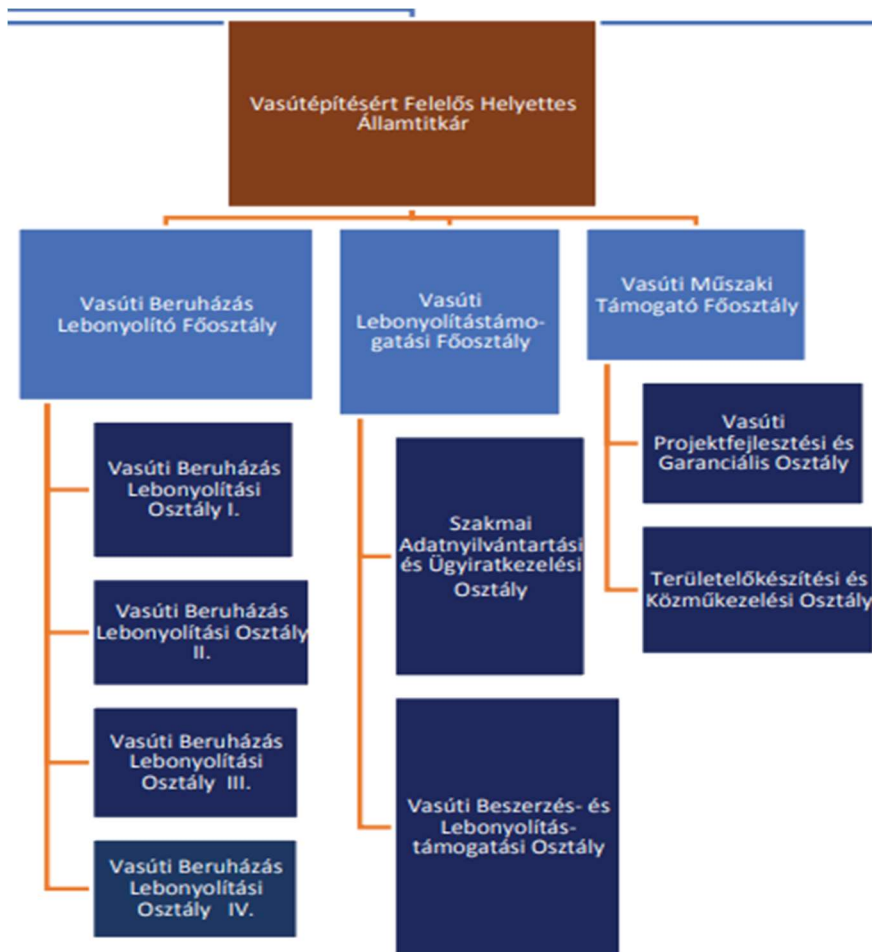 Vasútépítésért Felelős Helyettes
Államtitkár
Vasúti Beruházás
Lebonyolító Főosztály
Vasúti Beruházás
Lebonyolítási
Osztály I.
Vasúti Beruházás
Lebonyolítási Osztály
II.
Vasúti Beruházás
Lebonyolítási
Osztály III.
Vasúti Beruházás
Lebonyolítási
Osztály IV.
Vasúti
Lebonyolítástámo-
gatási Főosztály
Szakmai
Adatnyilvántartási
és Ügyiratkezelési
Osztály
Vasúti Beszerzés- és
Lebonyolítás-
támogatási Osztály
Vasúti Műszaki
Támogató Főosztály
Vasúti
Projektfejlesztési és
Garanciális Osztály
Területelőkészítési és
Közműkezelési Osztály